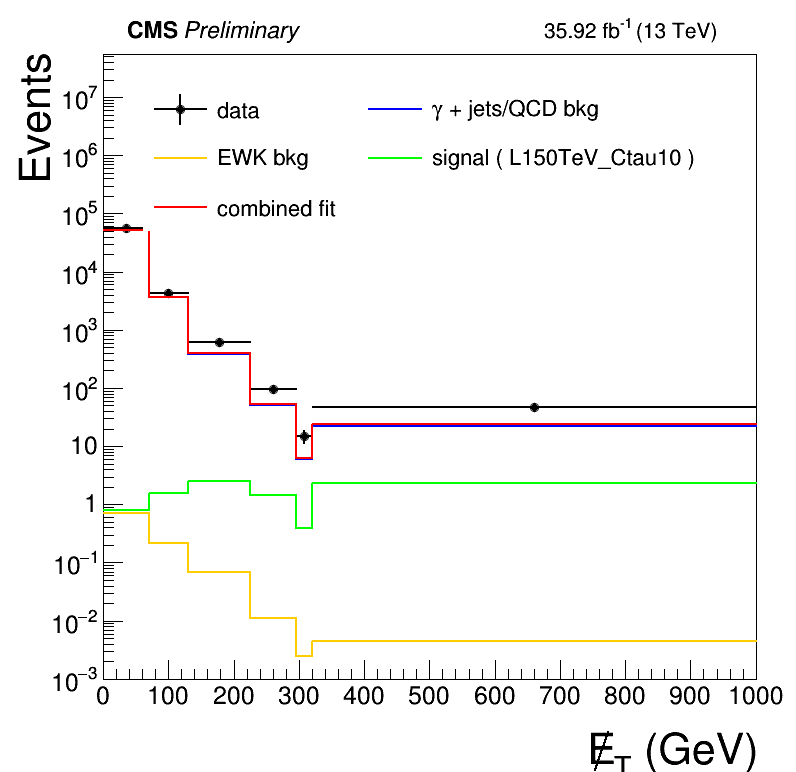 CMS Preliminary 35.92 fb⁻¹ (13 TeV)
Events
data
γ + jets/QCD bkg
EWK bkg
signal ( L150TeV_Ctau10 )
combined fit
10⁷
10⁶
10⁵
10⁴
10³
10²
10
1
10⁻¹
10⁻²
10⁻³
0 100 200 300 400 500 600 700 800 900 1000
E̸_T (GeV)